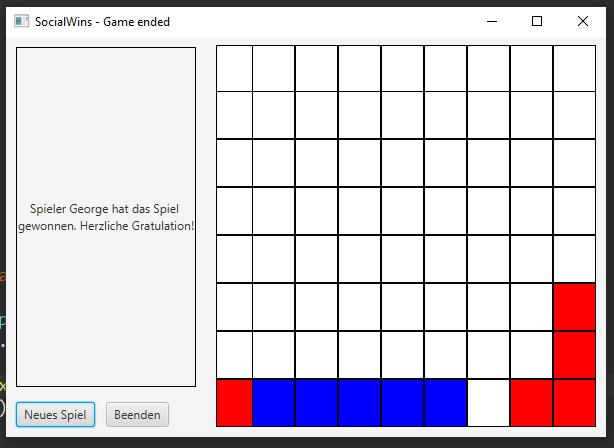 SocialWins - Game ended
Spieler George hat das Spiel
gewonnen. Herzliche Gratulation!
Neues Spiel
Beenden